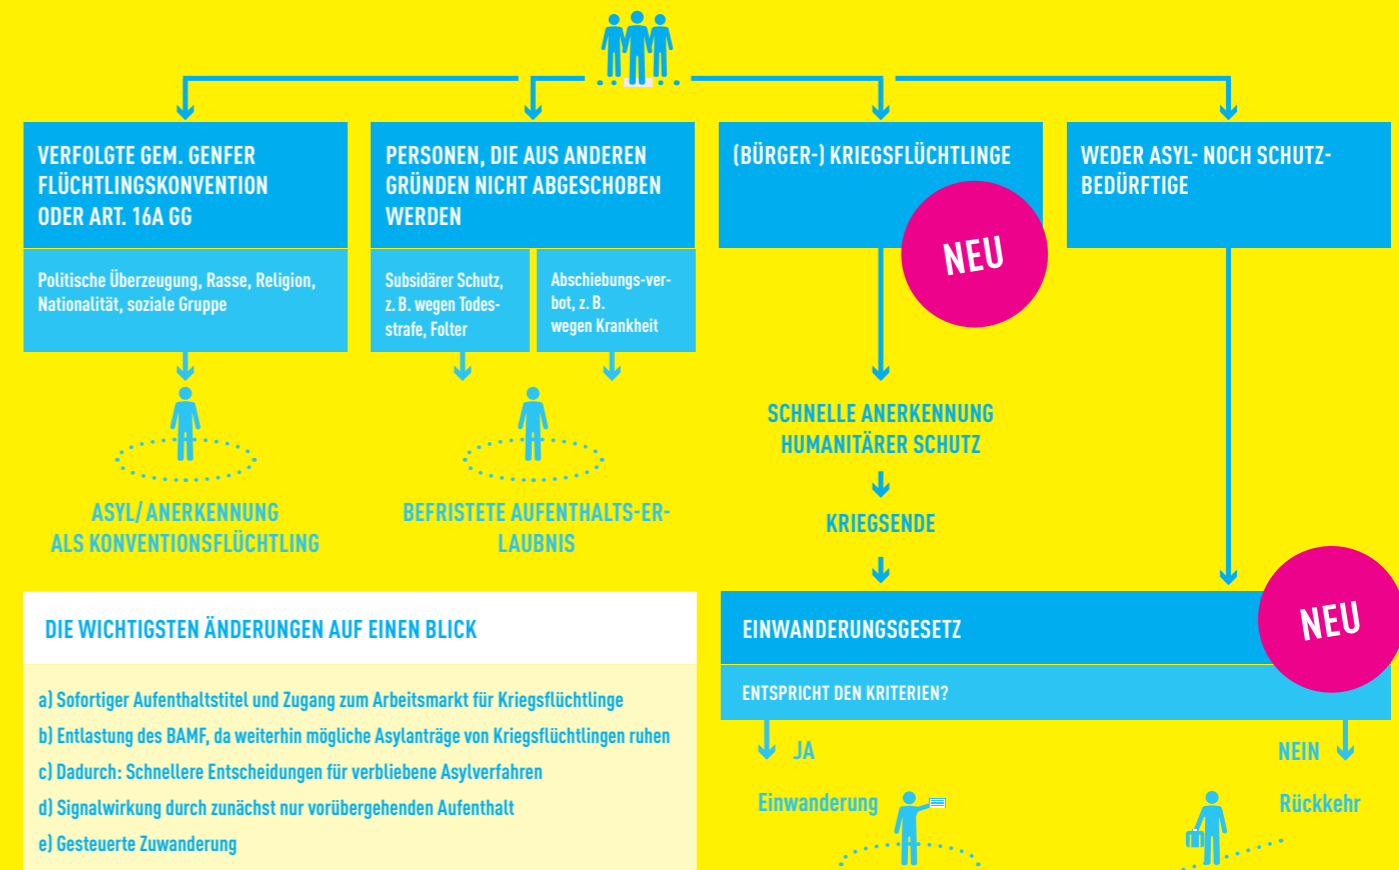 VERFOLGTE GEM. GENFER
FLÜCHTLINGSKONVENTION
ODER ART. 16A GG
Politische Überzeugung, Rasse, Religion,
Nationalität, soziale Gruppe
ASYL/ ANERKENNUNG
ALS KONVENTIONSFLÜCHTLING
PERSONEN, DIE AUS ANDEREN
GRÜNDEN NICHT ABGESCHOBEN
WERDEN
Subsidärer Schutz,
z. B. wegen Todes-
strafe, Folter
Abschiebungs-ver-
bot, z. B.
wegen Krankheit
BEFRISTETE AUFENTHALTS-ER-
LAUBNIS
(BÜRGER-) KRIEGSFLÜCHTLINGE
NEU
SCHNELLE ANERKENNUNG
HUMANITÄRER SCHUTZ
KRIEGSENDE
WEDER ASYL- NOCH SCHUTZ-
BEDÜRFTIGE
DIE WICHTIGSTEN ÄNDERUNGEN AUF EINEN BLICK
a) Sofortiger Aufenthaltstitel und Zugang zum Arbeitsmarkt für Kriegsflüchtlinge
b) Entlastung des BAMF, da weiterhin mögliche Asylanträge von Kriegsflüchtlingen ruhen
c) Dadurch: Schnellere Entscheidungen für verbliebene Asylverfahren
d) Signalwirkung durch zunächst nur vorübergehenden Aufenthalt
e) Gesteuerte Zuwanderung
EINWANDERUNGSGESETZ
NEU
ENTSPRICHT DEN KRITERIEN?
JA
Einwanderung
NEIN
Rückkehr